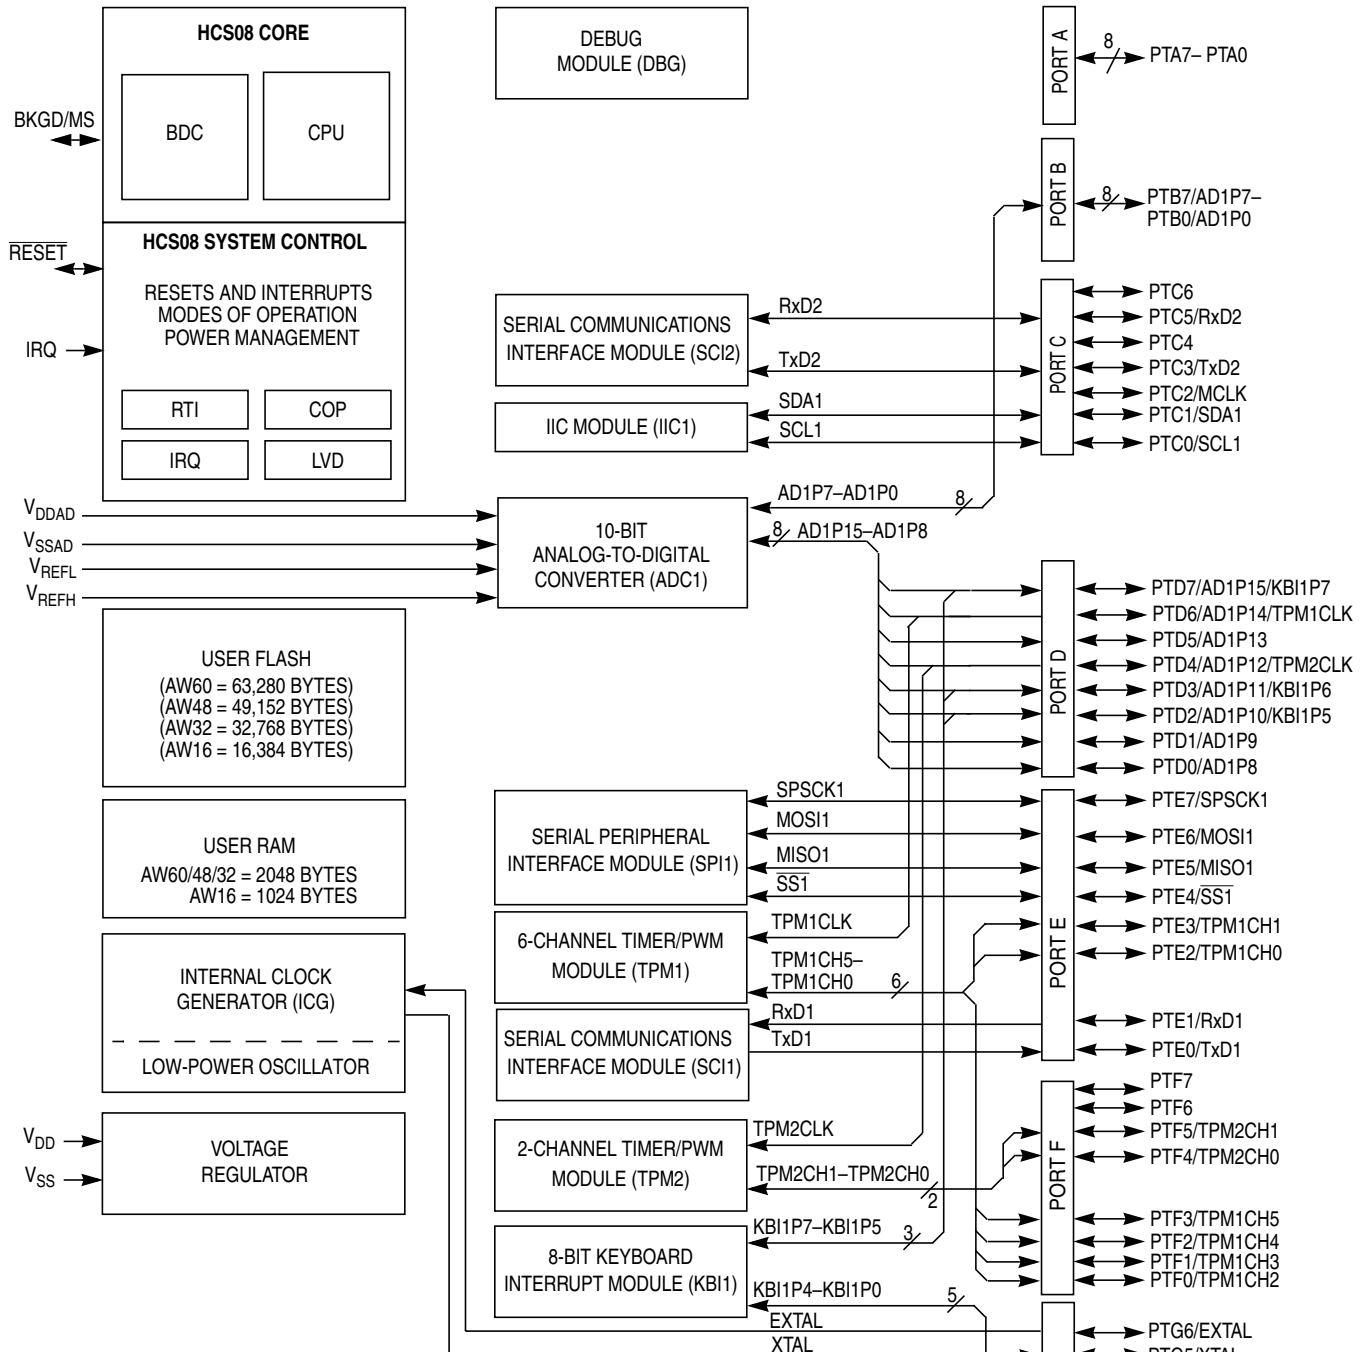 HCS08 CORE
BDC
CPU
BKGD/MS
HCS08 SYSTEM CONTROL
RESET
RESETS AND INTERRUPTS
MODES OF OPERATION
POWER MANAGEMENT
IRQ
RTI
COP
IRQ
LVD
VDDAD
VSSAD
VREFL
VREFH
USER FLASH
(AW60 = 63,280 BYTES)
(AW48 = 49,152 BYTES)
(AW32 = 32,768 BYTES)
(AW16 = 16,384 BYTES)
USER RAM
AW60/48/32 = 2048 BYTES
AW16 = 1024 BYTES
INTERNAL CLOCK
GENERATOR (ICG)
LOW-POWER OSCILLATOR
VDD
VSS
VOLTAGE
REGULATOR
DEBUG
MODULE (DBG)
SERIAL COMMUNICATIONS
INTERFACE MODULE (SCI2)
RxD2
TxD2
IIC MODULE (IIC1)
SDA1
SCL1
10-BIT
ANALOG-TO-DIGITAL
CONVERTER (ADC1)
AD1P7–AD1P0
8
8
AD1P15–AD1P8
SERIAL PERIPHERAL
INTERFACE MODULE (SPI1)
SPSCK1
MOSI1
MISO1
SS1
6-CHANNEL TIMER/PWM
MODULE (TPM1)
TPM1CLK
TPM1CH5–
TPM1CH0
6
SERIAL COMMUNICATIONS
INTERFACE MODULE (SCI1)
RxD1
TxD1
2-CHANNEL TIMER/PWM
MODULE (TPM2)
TPM2CLK
TPM2CH1–TPM2CH0
2
8-BIT KEYBOARD
INTERRUPT MODULE (KBI1)
KBI1P7–KBI1P5
3
KBI1P4–KBI1P0
5
EXTAL
XTAL
PORT A
8
PTA7– PTA0
PORT B
8
PTB7/AD1P7–
PTB0/AD1P0
PORT C
PTC6
PTC5/RxD2
PTC4
PTC3/TxD2
PTC2/MCLK
PTC1/SDA1
PTC0/SCL1
PORT D
PTD7/AD1P15/KBI1P7
PTD6/AD1P14/TPM1CLK
PTD5/AD1P13
PTD4/AD1P12/TPM2CLK
PTD3/AD1P11/KBI1P6
PTD2/AD1P10/KBI1P5
PTD1/AD1P9
PTD0/AD1P8
PORT E
PTE7/SPSCK1
PTE6/MOSI1
PTE5/MISO1
PTE4/SS1
PTE3/TPM1CH1
PTE2/TPM1CH0
PTE1/RxD1
PTE0/TxD1
PORT F
PTF7
PTF6
PTF5/TPM2CH1
PTF4/TPM2CH0
PTF3/TPM1CH5
PTF2/TPM1CH4
PTF1/TPM1CH3
PTF0/TPM1CH2
PTG6/EXTAL